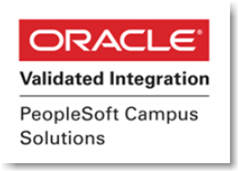 ORACLE®
Validated Integration
PeopleSoft Campus
Solutions